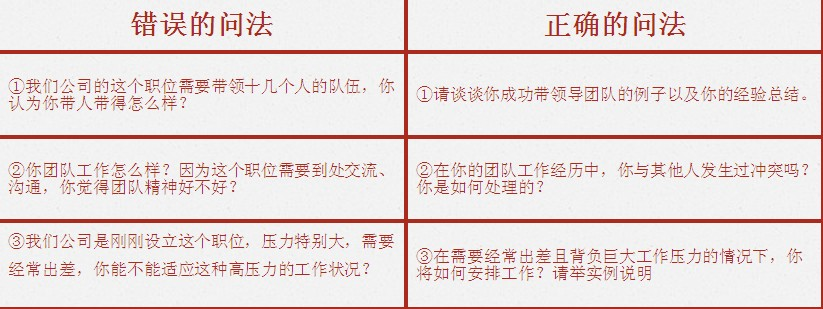 错误的问法
正确的问法
①我们公司的这个职位需要带领十几个人的队伍，你
认为你带人带得怎么样？
①请谈谈你成功带领导团队的例子以及你的经验总结。
②你团队工作怎么样？因为这个职位需要到处交流、
沟通，你觉得团队精神好不好？
②在你的团队工作经历中，你与其他人发生过冲突吗？
你是如何处理的？
③我们公司是刚刚设立这个职位，压力特别大，需要
经常出差，你能不能适应这种高压力的工作状况？
③在需要经常出差且背负巨大工作压力的情况下，你
将如何安排工作？请举实例说明